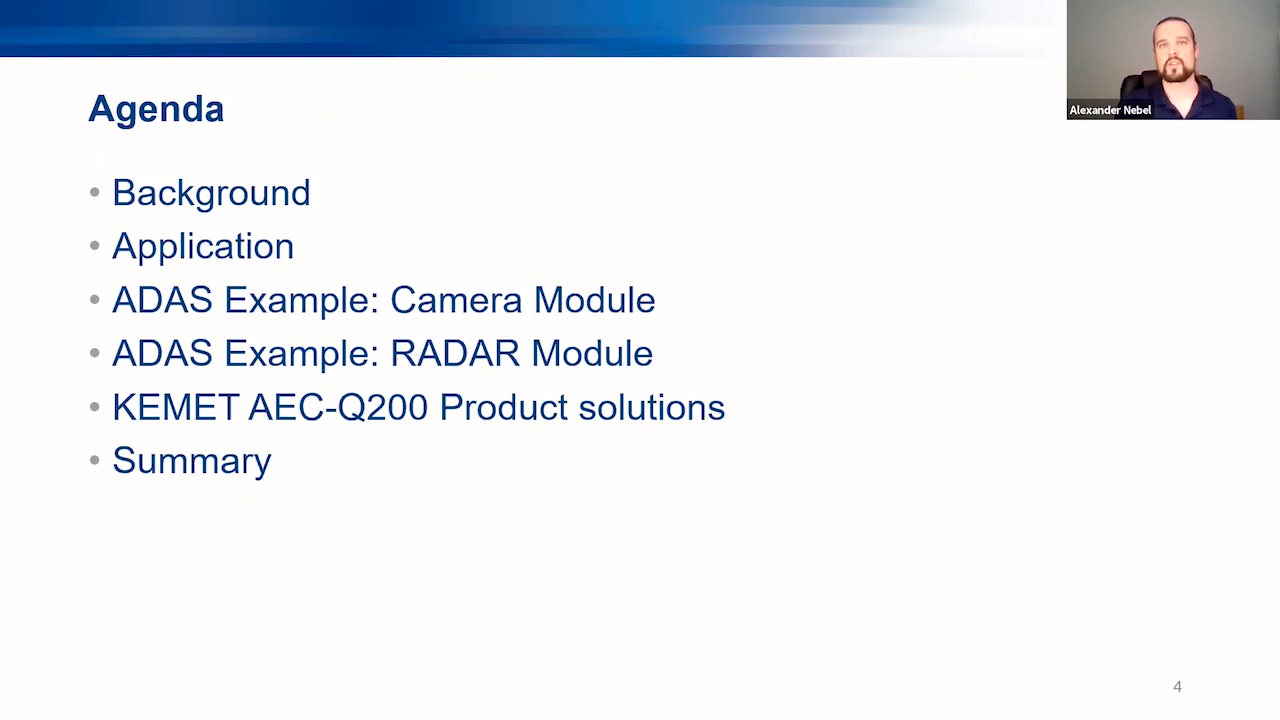 Alexander Nebel
Agenda
• Background
• Application
• ADAS Example: Camera Module
• ADAS Example: RADAR Module
• KEMET AEC-Q200 Product solutions
• Summary
4